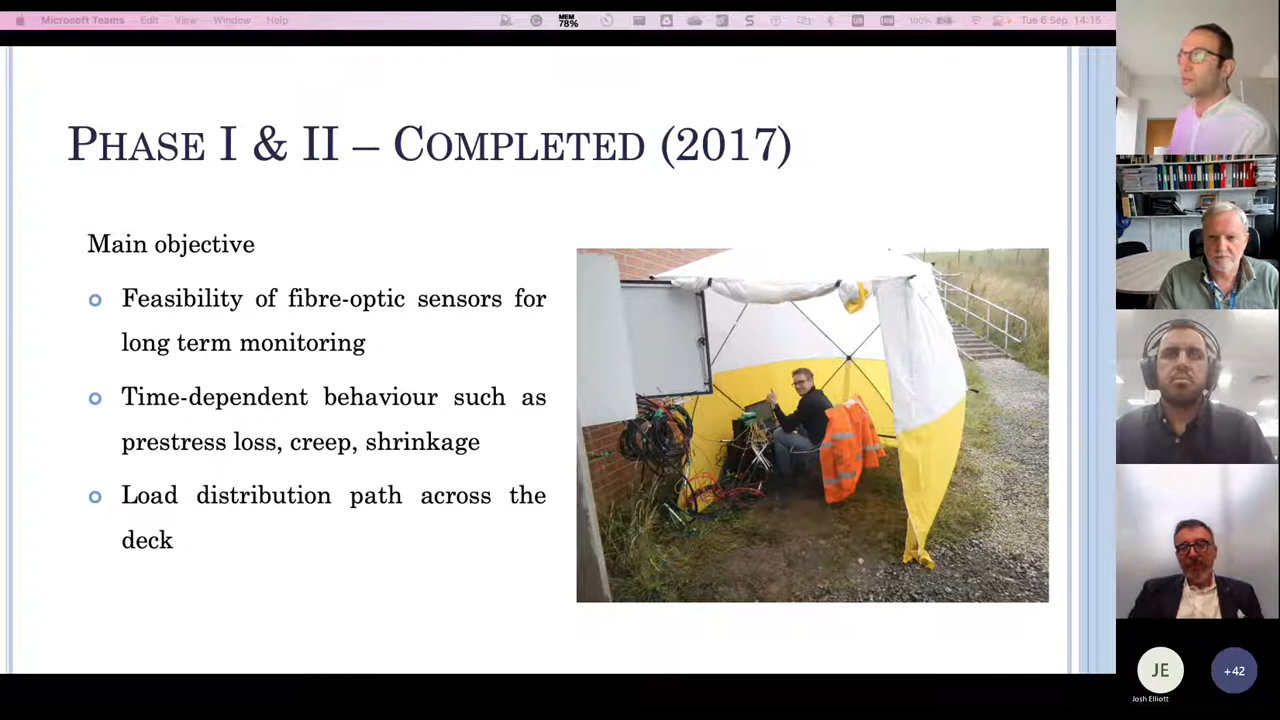 Microsoft Teams Edit View Window Help MEM 78% 100% Tue 6 Sep 14:15
PHASE I & II – COMPLETED (2017)
Main objective
Feasibility of fibre-optic sensors for
long term monitoring
Time-dependent behaviour such as
prestress loss, creep, shrinkage
Load distribution path across the
deck
JE
+42
Josh Elliott